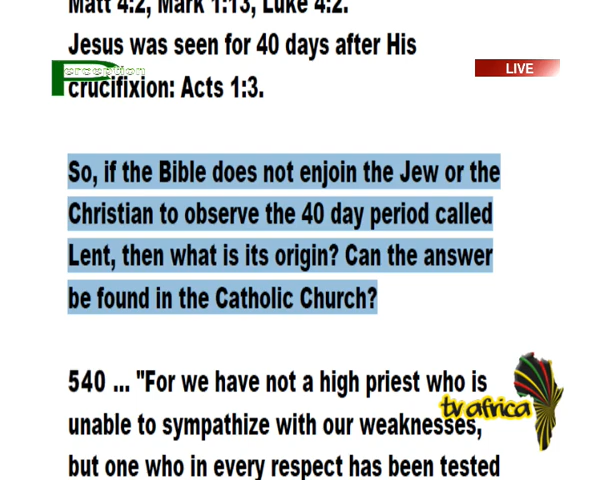 Matt 4:2, Mark 1:13, Luke 4:2.
Jesus was seen for 40 days after His
Perception
LIVE
crucifixion: Acts 1:3.
So, if the Bible does not enjoin the Jew or the
Christian to observe the 40 day period called
Lent, then what is its origin? Can the answer
be found in the Catholic Church?
540 ... "For we have not a high priest who is
tv africa
unable to sympathize with our weaknesses,
but one who in every respect has been tested